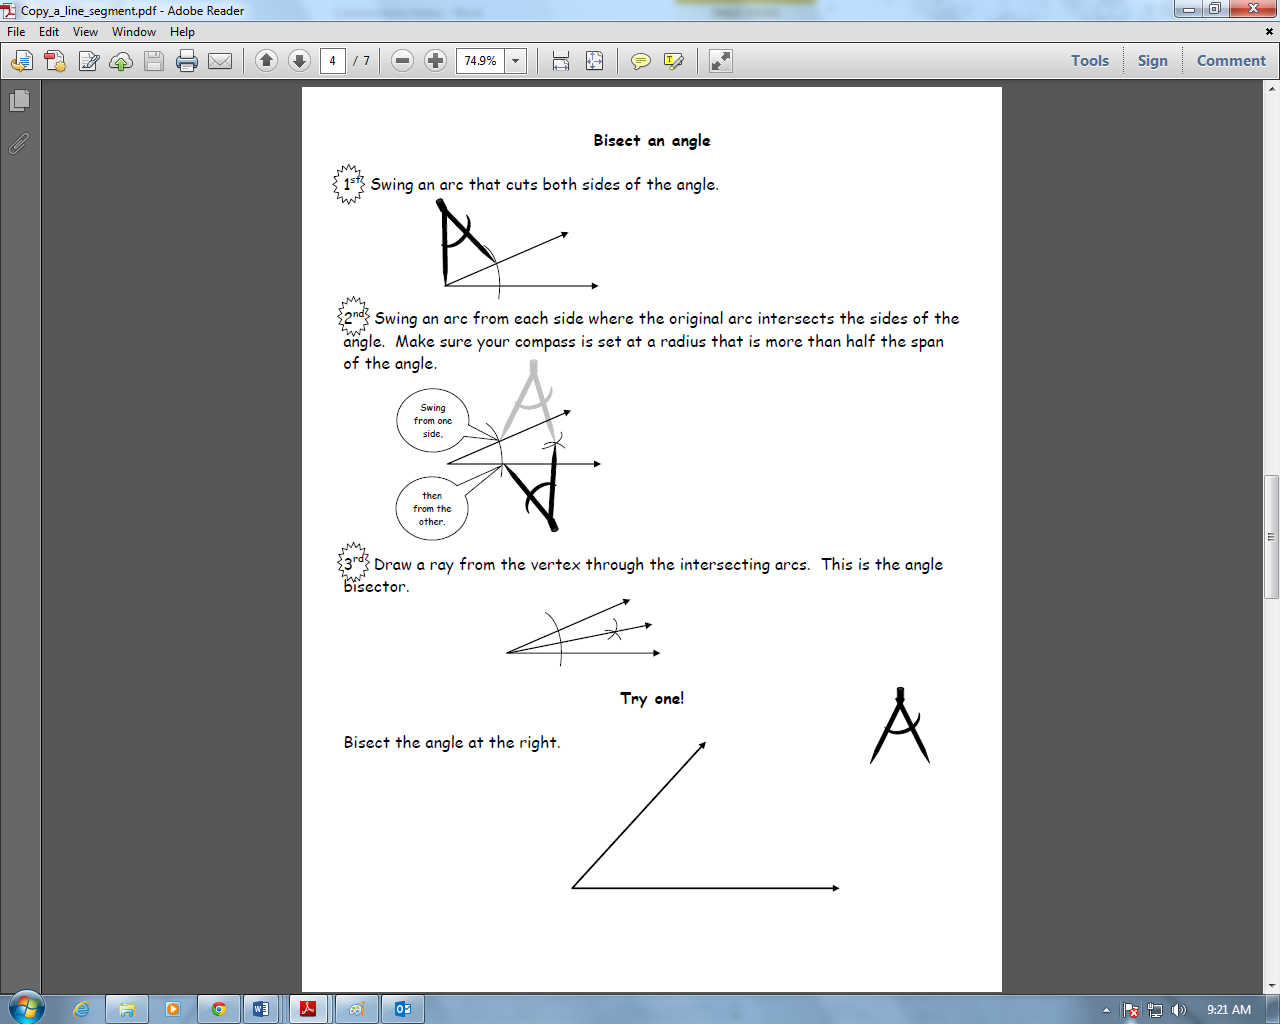 Copy_a_line_segment.pdf - Adobe Reader
File Edit View Window Help
4 / 7 74.9% Tools Sign Comment
Bisect an angle
1st Swing an arc that cuts both sides of the angle.
2nd Swing an arc from each side where the original arc intersects the sides of the
angle. Make sure your compass is set at a radius that is more than half the span
of the angle.
Swing
from one
side,
then
from the
other.
3rd Draw a ray from the vertex through the intersecting arcs. This is the angle
bisector.
Try one!
Bisect the angle at the right.
9:21 AM